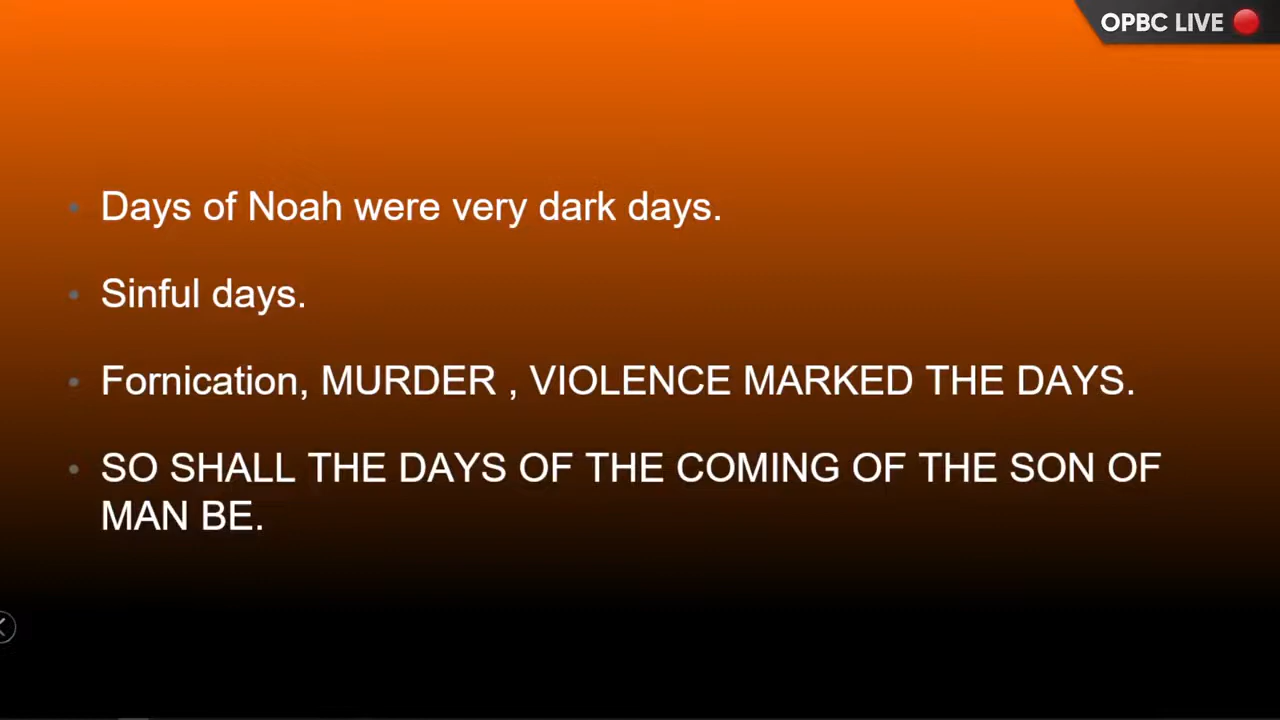 OPBC LIVE
Days of Noah were very dark days.
Sinful days.
Fornication, MURDER , VIOLENCE MARKED THE DAYS.
SO SHALL THE DAYS OF THE COMING OF THE SON OF
MAN BE.